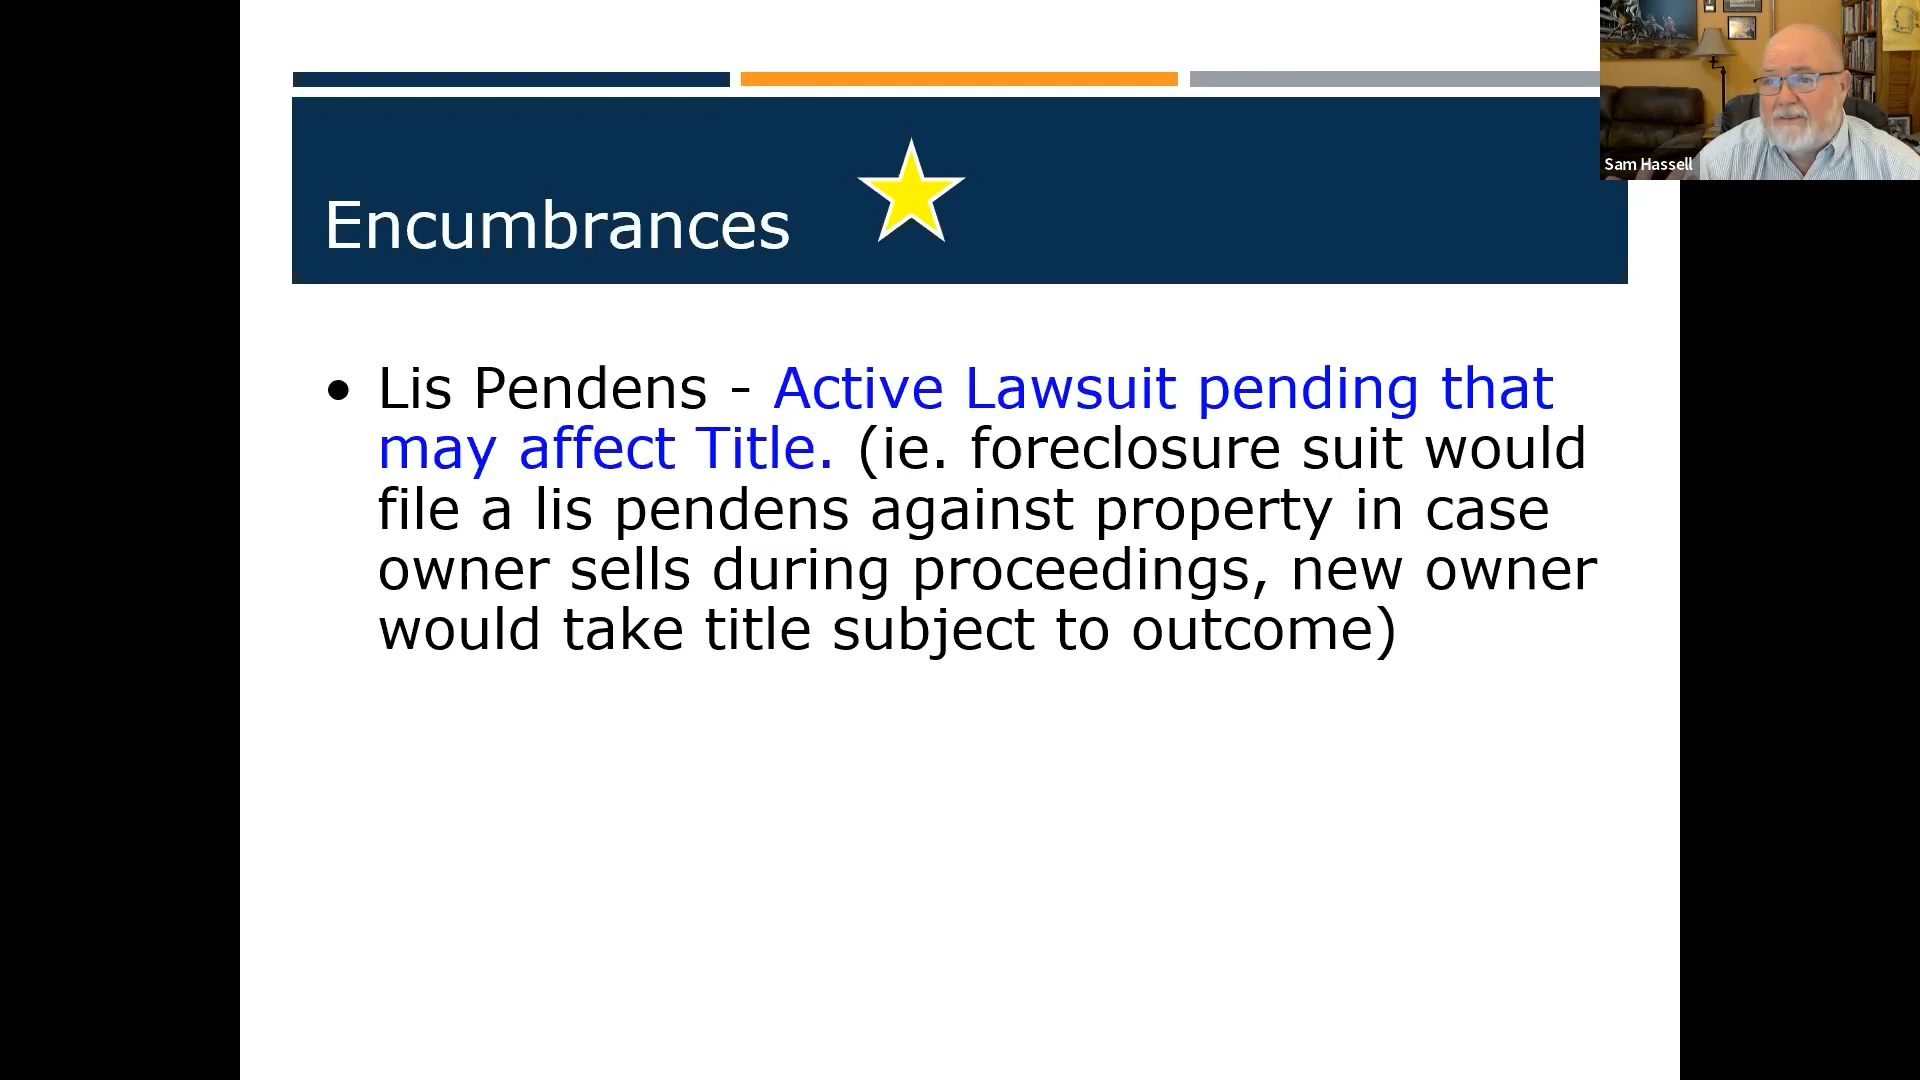 Sam Hassell
Encumbrances
• Lis Pendens - Active Lawsuit pending that
may affect Title. (ie. foreclosure suit would
file a lis pendens against property in case
owner sells during proceedings, new owner
would take title subject to outcome)